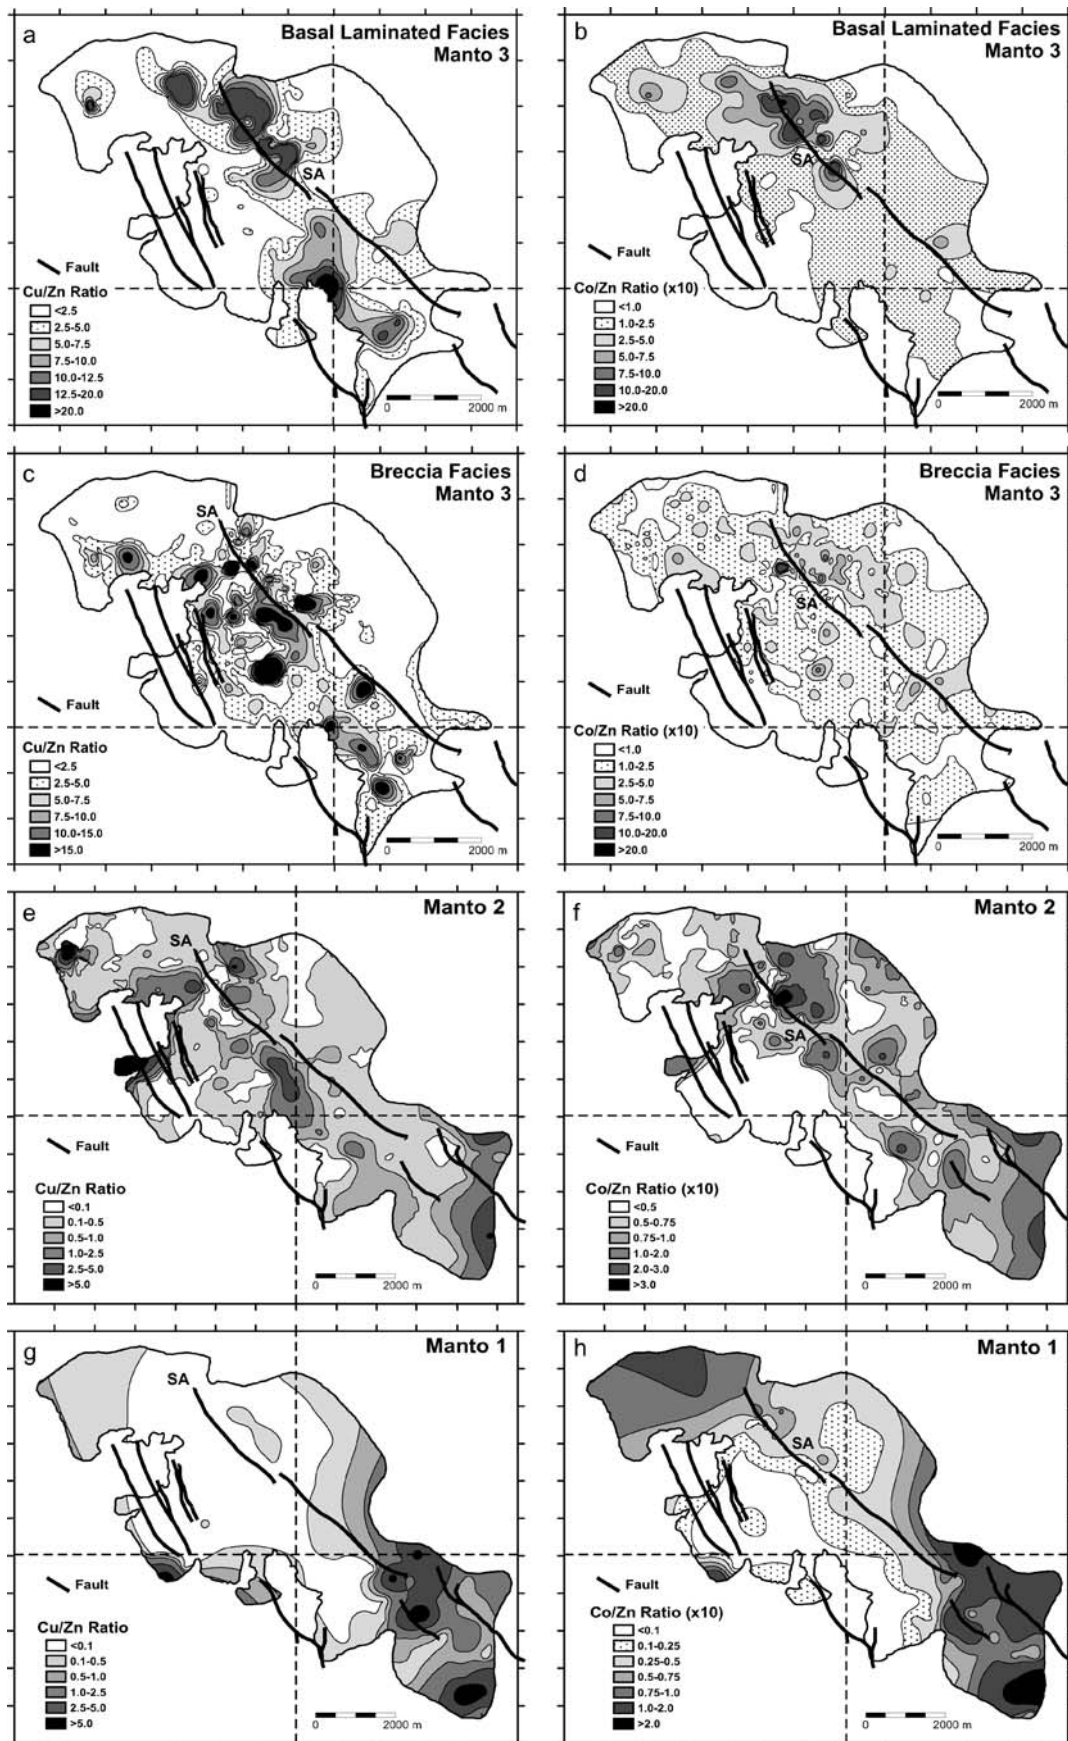 a
Basal Laminated Facies
Manto 3
SA
Fault
Cu/Zn Ratio
<2.5
2.5-5.0
5.0-7.5
7.5-10.0
10.0-12.5
12.5-20.0
>20.0
0 2000 m
b
Basal Laminated Facies
Manto 3
SA
Fault
Co/Zn Ratio (x10)
<1.0
1.0-2.5
2.5-5.0
5.0-7.5
7.5-10.0
10.0-20.0
>20.0
0 2000 m
c
Breccia Facies
Manto 3
SA
Fault
Cu/Zn Ratio
<2.5
2.5-5.0
5.0-7.5
7.5-10.0
10.0-15.0
>15.0
0 2000 m
d
Breccia Facies
Manto 3
SA
Fault
Co/Zn Ratio (x10)
<1.0
1.0-2.5
2.5-5.0
5.0-7.5
7.5-10.0
10.0-20.0
>20.0
0 2000 m
e
Manto 2
SA
Fault
Cu/Zn Ratio
<0.1
0.1-0.5
0.5-1.0
1.0-2.5
2.5-5.0
>5.0
0 2000 m
f
Manto 2
SA
Fault
Co/Zn Ratio (x10)
<0.5
0.5-0.75
0.75-1.0
1.0-2.0
2.0-3.0
>3.0
0 2000 m
g
Manto 1
SA
Fault
Cu/Zn Ratio
<0.1
0.1-0.5
0.5-1.0
1.0-2.5
2.5-5.0
>5.0
0 2000 m
h
Manto 1
SA
Fault
Co/Zn Ratio (x10)
<0.1
0.1-0.25
0.25-0.5
0.5-0.75
0.75-1.0
1.0-2.0
>2.0
0 2000 m